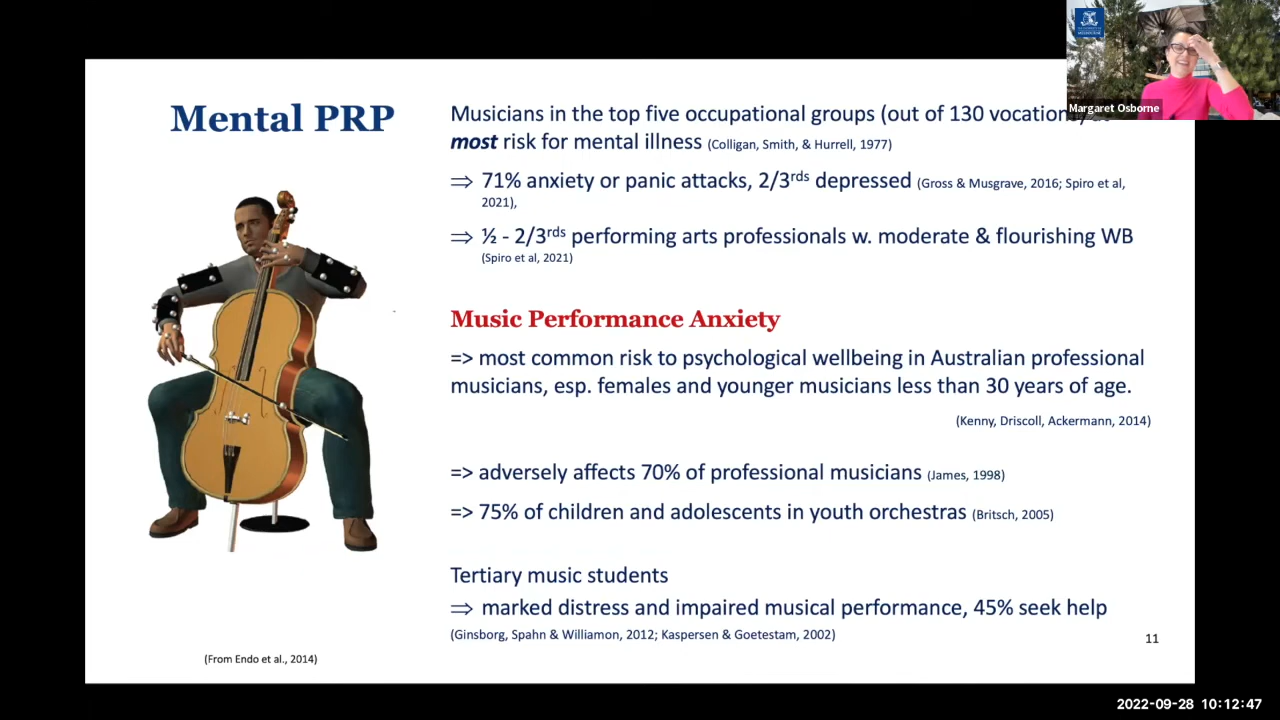 Mental PRP
Musicians in the top five occupational groups (out of 130 vocations)
most risk for mental illness (Colligan, Smith, & Hurrell, 1977)
⇒ 71% anxiety or panic attacks, 2/3rds depressed (Gross & Musgrave, 2016; Spiro et al,
2021),
⇒ ½ - 2/3rds performing arts professionals w. moderate & flourishing WB
(Spiro et al, 2021)
Music Performance Anxiety
=> most common risk to psychological wellbeing in Australian professional
musicians, esp. females and younger musicians less than 30 years of age.
(Kenny, Driscoll, Ackermann, 2014)
=> adversely affects 70% of professional musicians (James, 1998)
=> 75% of children and adolescents in youth orchestras (Britsch, 2005)
Tertiary music students
⇒ marked distress and impaired musical performance, 45% seek help
(Ginsborg, Spahn & Williamon, 2012; Kaspersen & Goetestam, 2002)
11
(From Endo et al., 2014)
Margaret Osborne
2022-09-28 10:12:47